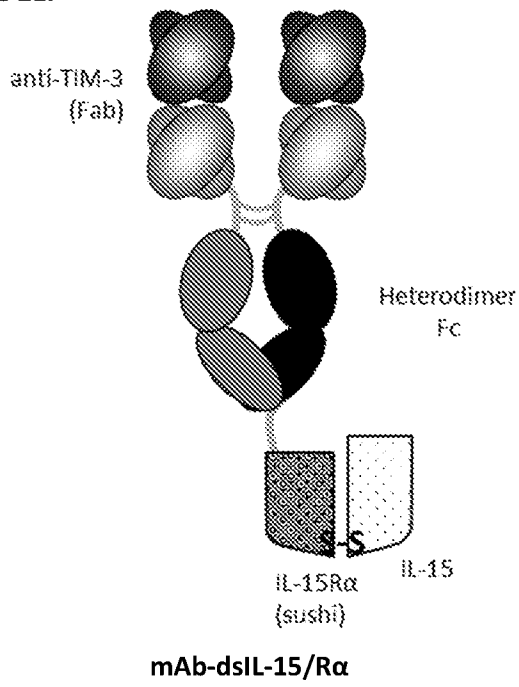 anti-TIM-3
(Fab)
Heterodimer
Fc
S-S
IL-15Rα
(sushi)
IL-15
mAb-dsIL-15/Rα